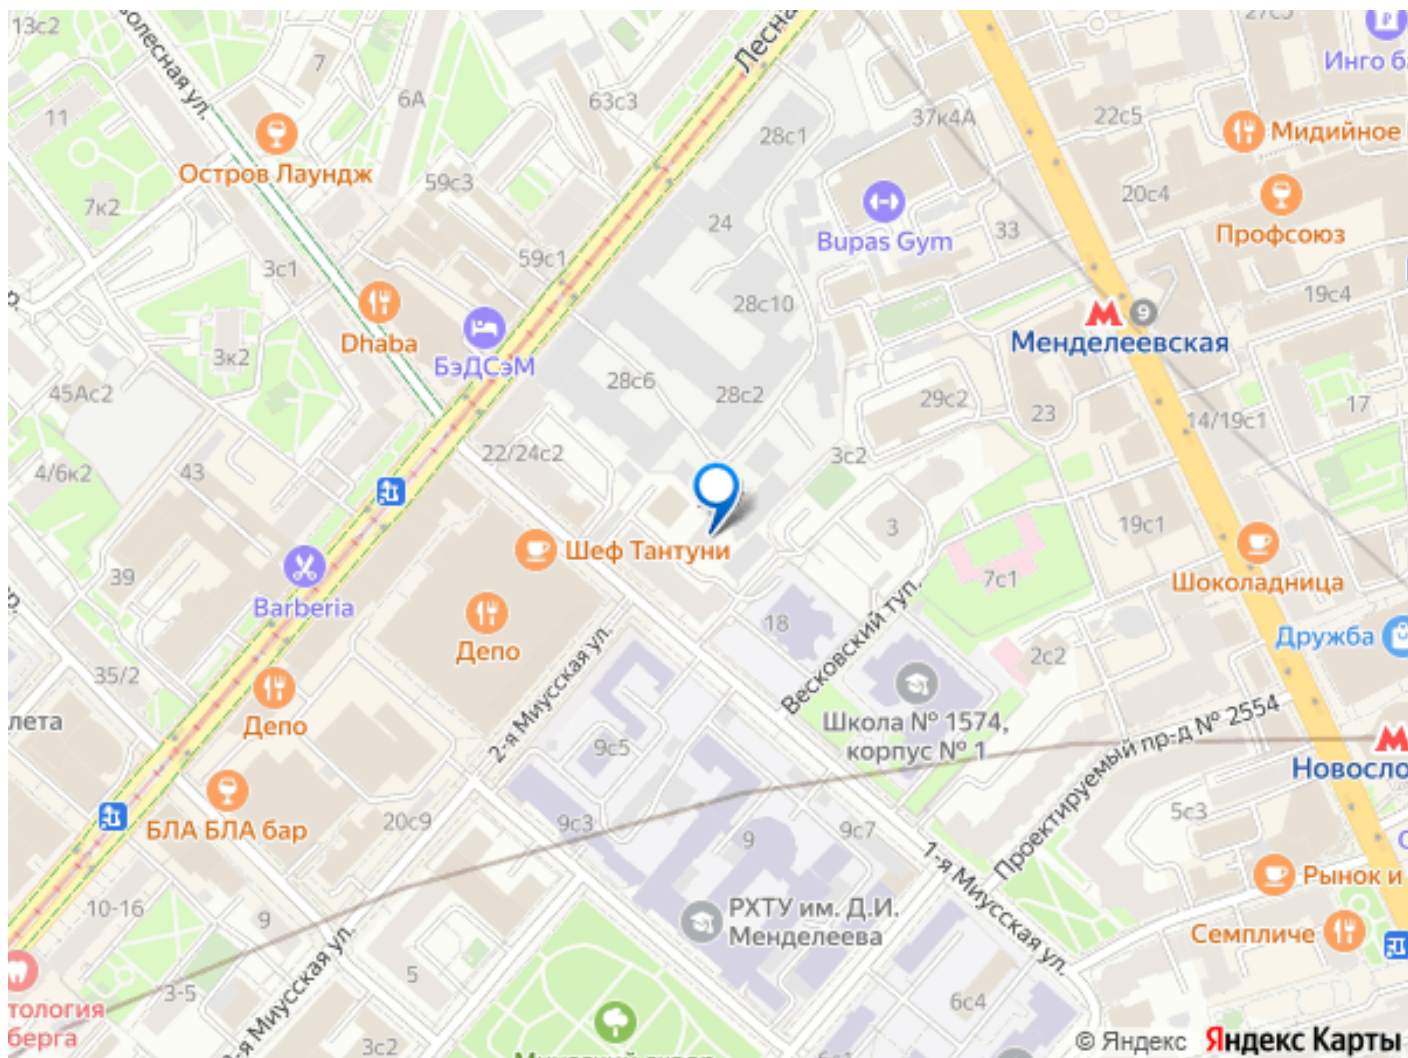 13с2
7
олесная ул.
6А
Лесна
63с3
28с1
37к4А
22с5
27с5
Инго б
11
Остров Лаундж
59с3
7к2
24
Bupas Gym
33
20с4
Мидийное
Профсоюз
3с1
59с1
28с10
19с4
9
Менделеевская
Dhaba
БэДСэМ
3к2
45Ас2
28с6
28с2
29с2
23
14/19с1
17
4/6к2
43
22/24с2
3с2
3
19с1
Шеф Тантуни
39
Barberia
7с1
Шоколадница
Депо
18
Весковский туп.
2с2
Дружба
35/2
лета
Депо
2-я Миусская ул.
9с5
Школа № 1574,
корпус № 1
Проектируемый пр-д № 2554
Новосло
БЛА БЛА бар
20с9
9с3
9
9с7
5с3
1-я Миусская ул.
Рынок и
10-16
9
РХТУ им. Д.И.
Менделеева
Семпличе
5
-я Миусская ул.
3-5
тология
берга
3с2
6с4
© Яндекс
Яндекс Карты